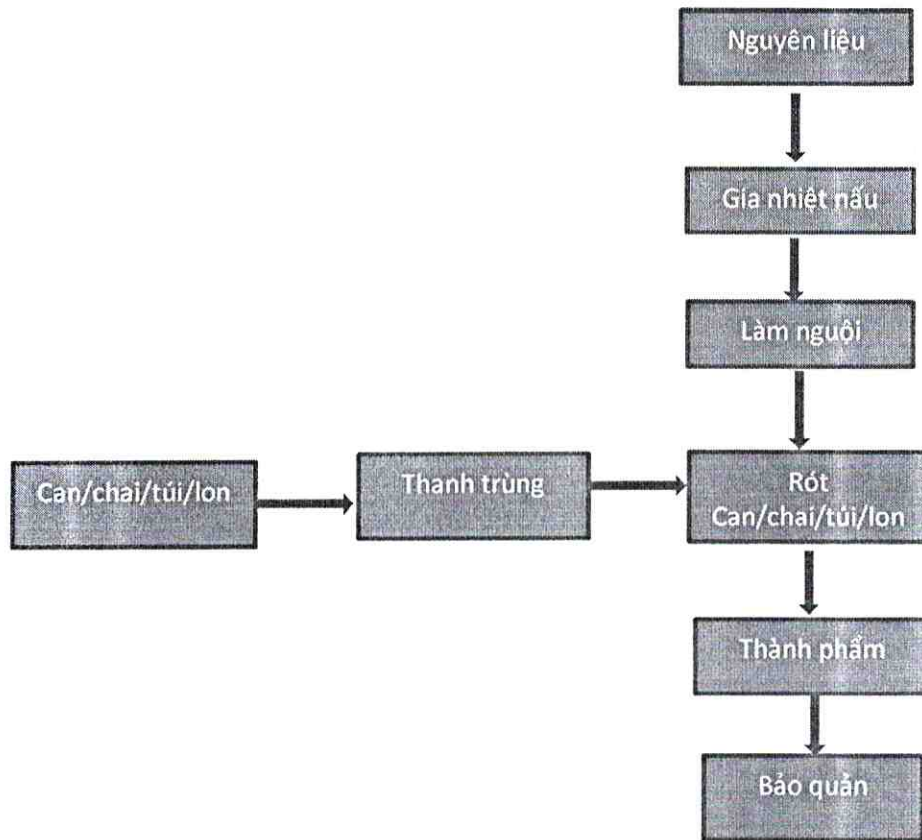 Nguyên liệu
Gia nhiệt nấu
Làm nguội
Can/chai/túi/lon
Thanh trùng
Rót
Can/chai/túi/lon
Thành phẩm
Bảo quản